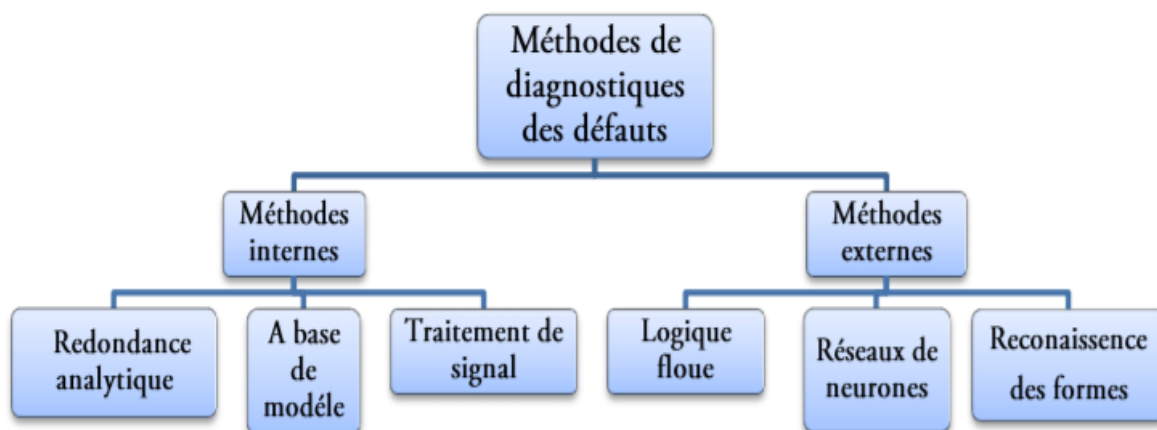 Méthodes de
diagnostiques
des défauts
Méthodes
internes
Méthodes
externes
Redondance
analytique
A base
de
modéle
Traitement de
signal
Logique
floue
Réseaux de
neurones
Reconaissence
des formes